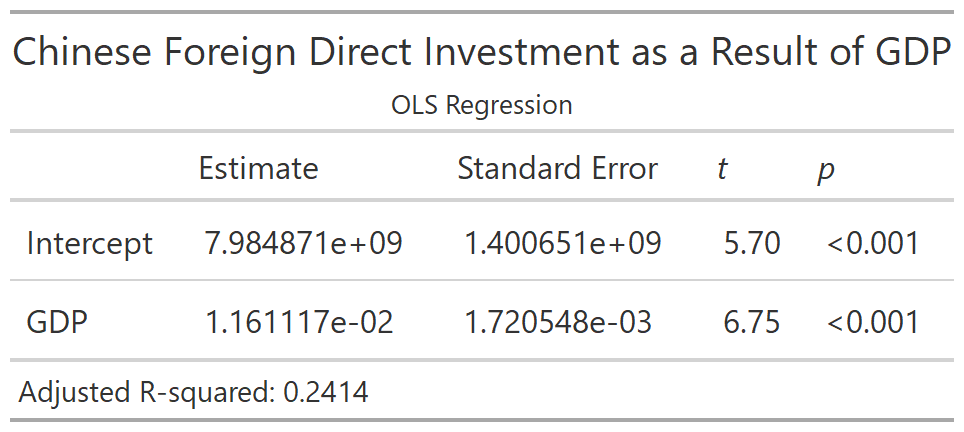 Chinese Foreign Direct Investment as a Result of GDP
OLS Regression
Estimate Standard Error t p
Intercept 7.984871e+09 1.400651e+09 5.70 <0.001
GDP 1.161117e-02 1.720548e-03 6.75 <0.001
Adjusted R-squared: 0.2414